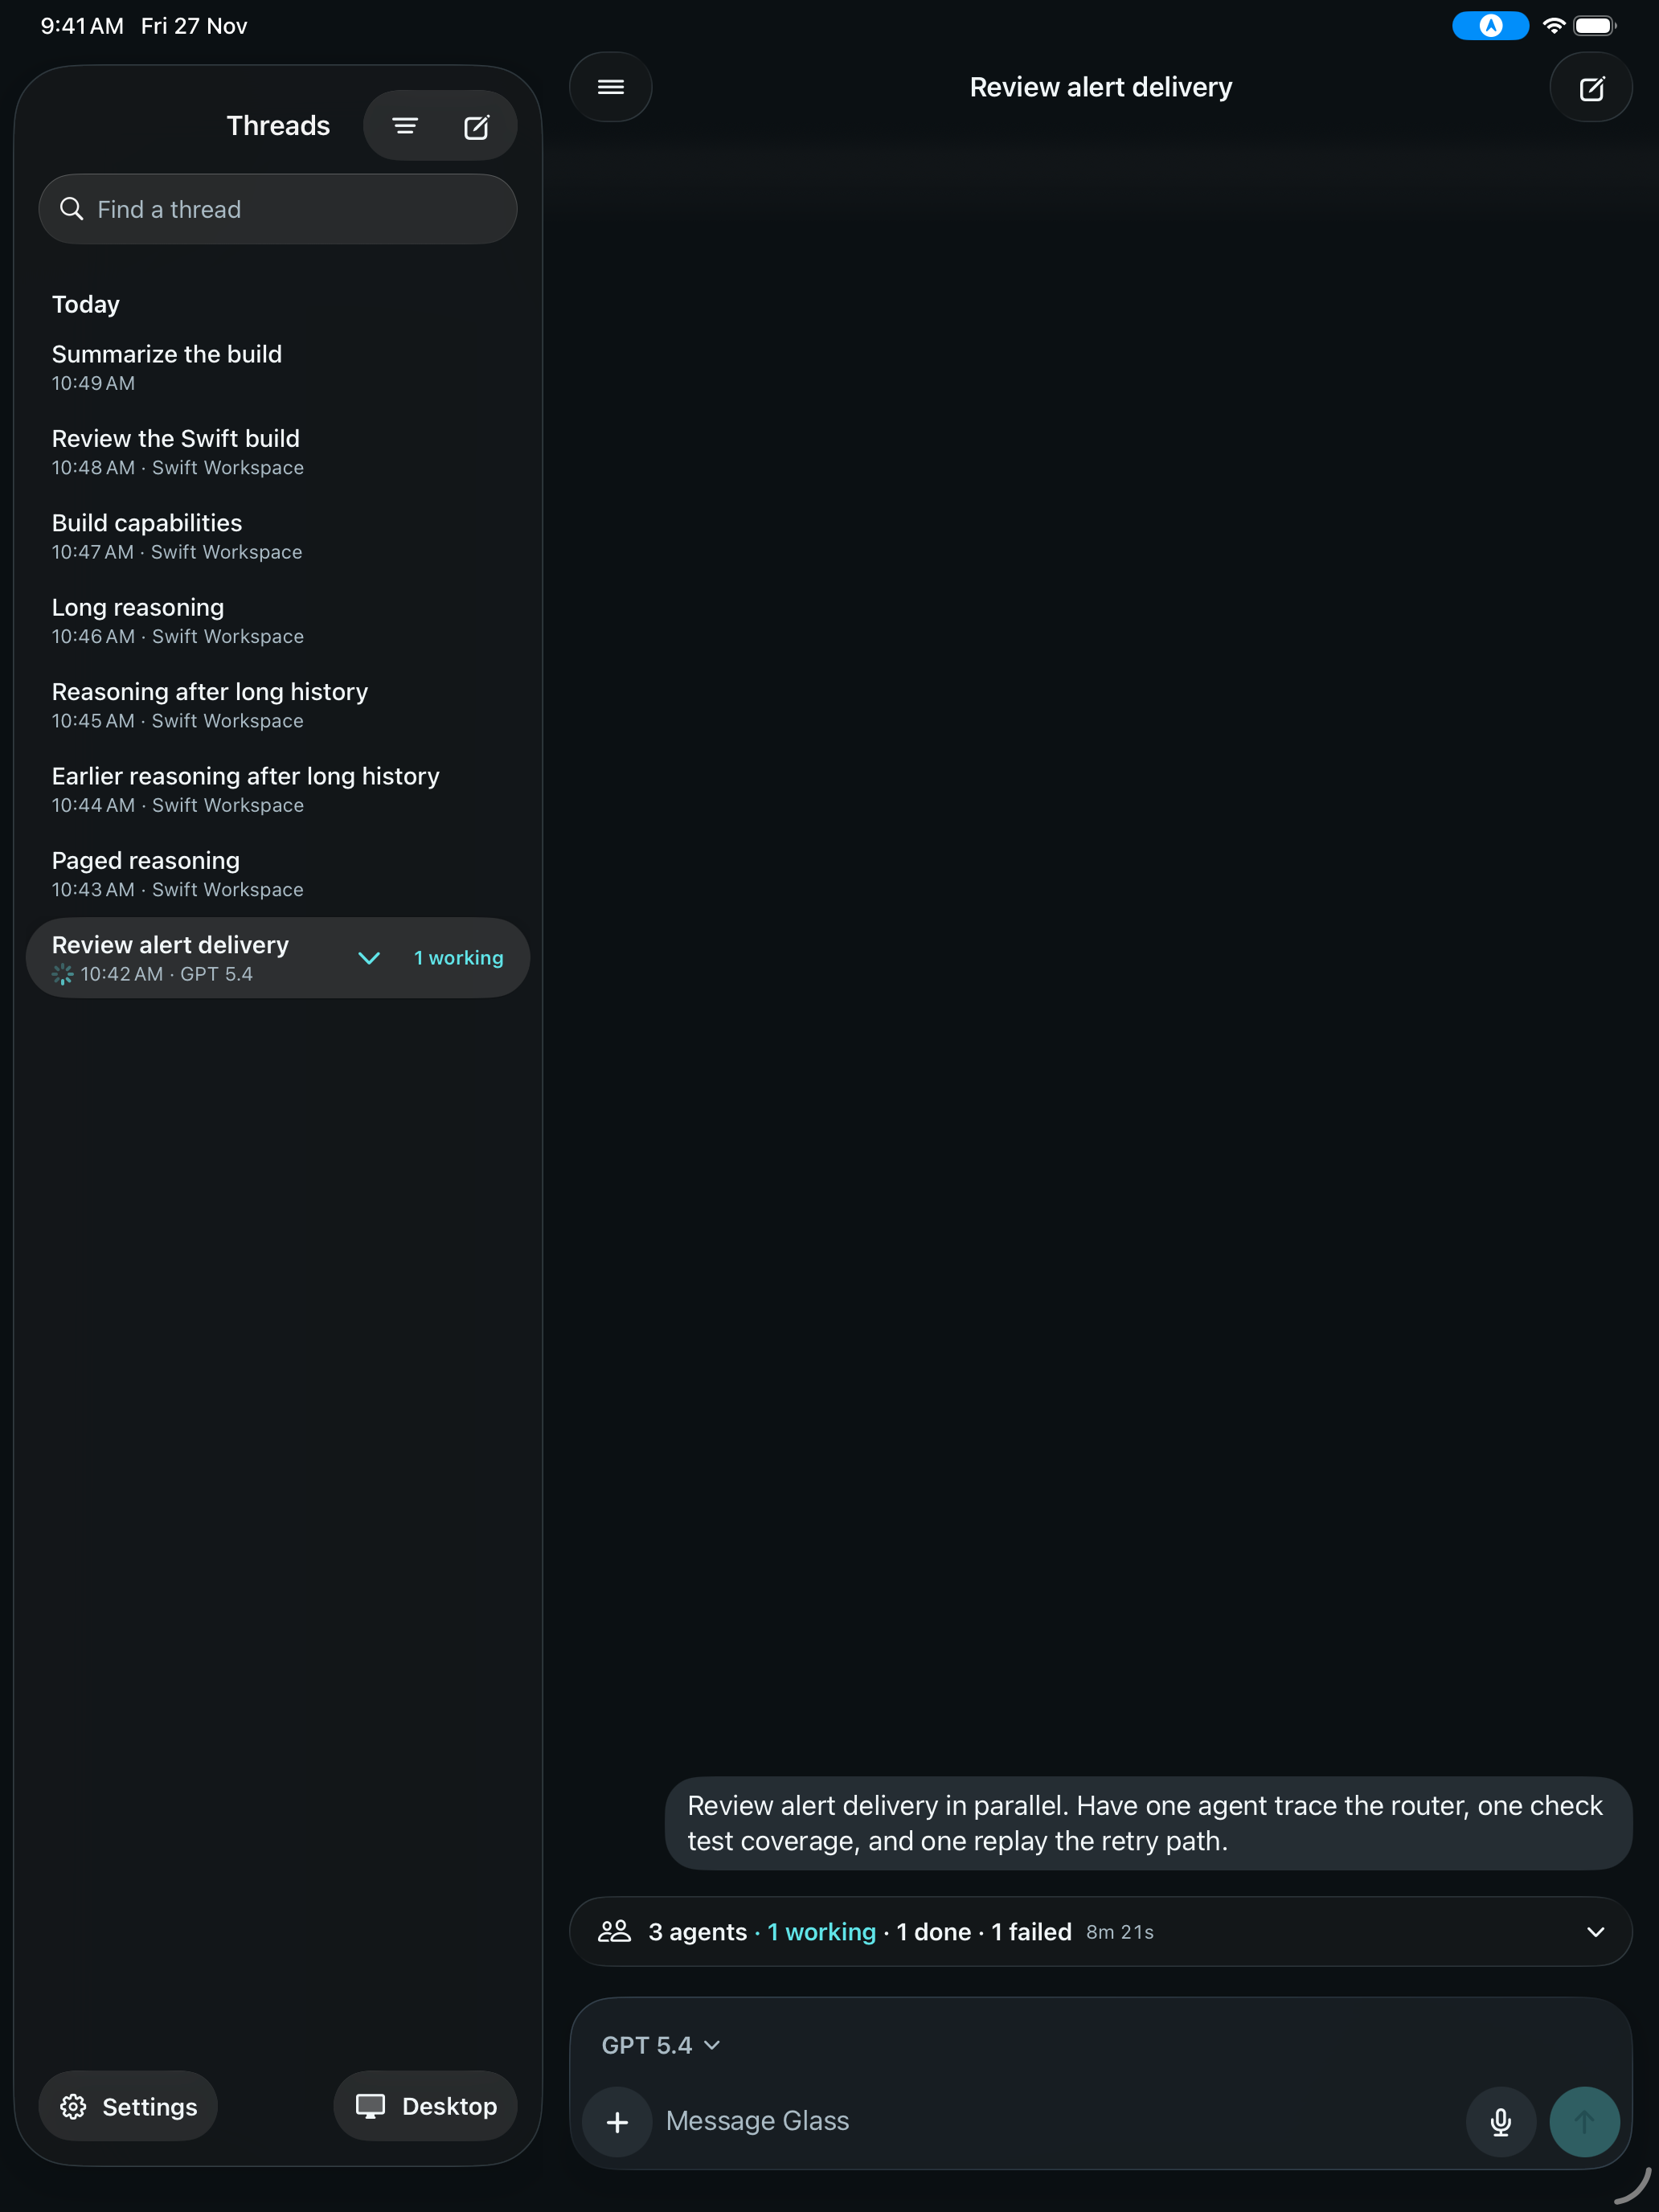 9:41 AM Fri 27 Nov
Threads
Find a thread
Today
Summarize the build
10:49 AM
Review the Swift build
10:48 AM · Swift Workspace
Build capabilities
10:47 AM · Swift Workspace
Long reasoning
10:46 AM · Swift Workspace
Reasoning after long history
10:45 AM · Swift Workspace
Earlier reasoning after long history
10:44 AM · Swift Workspace
Paged reasoning
10:43 AM · Swift Workspace
Review alert delivery
1 working
10:42 AM · GPT 5.4
Settings
Desktop
Review alert delivery
Review alert delivery in parallel. Have one agent trace the router, one check
test coverage, and one replay the retry path.
3 agents · 1 working · 1 done · 1 failed 8m 21s
GPT 5.4
Message Glass